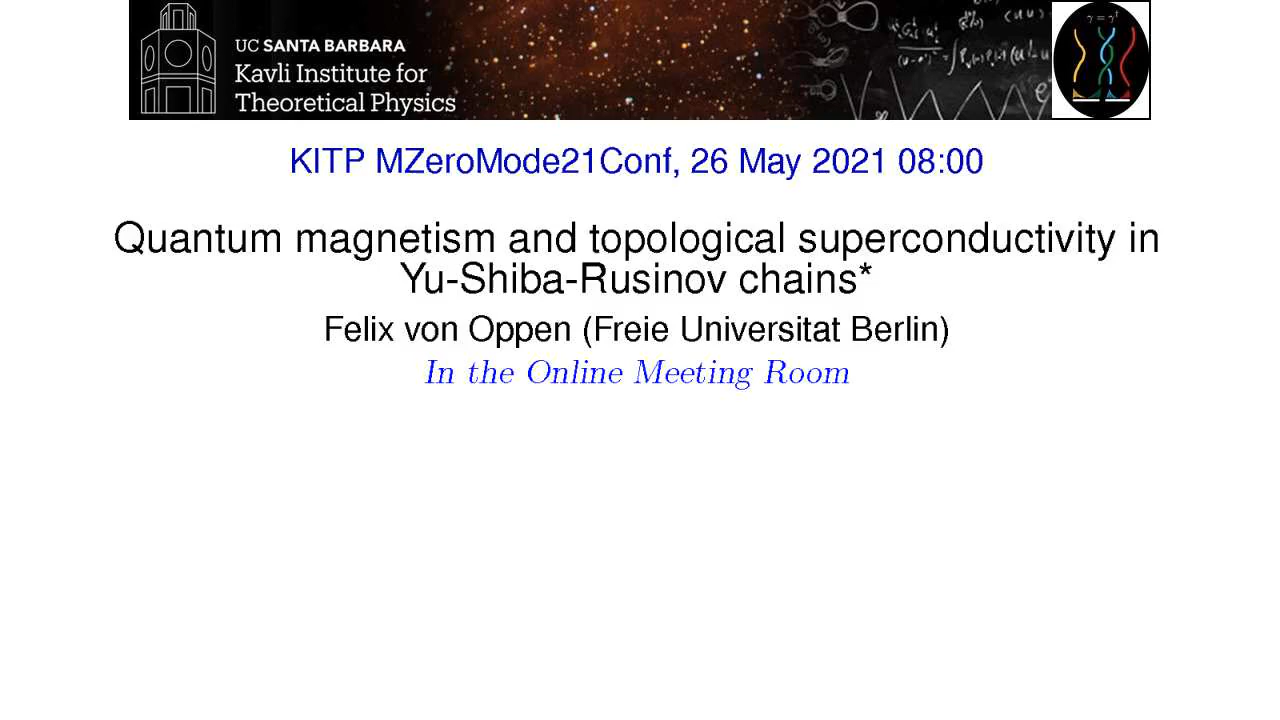 UC SANTA BARBARA
Kavli Institute for
Theoretical Physics
γ = γ†
KITP MZeroMode21Conf, 26 May 2021 08:00
Quantum magnetism and topological superconductivity in
Yu-Shiba-Rusinov chains*
Felix von Oppen (Freie Universitat Berlin)
In the Online Meeting Room